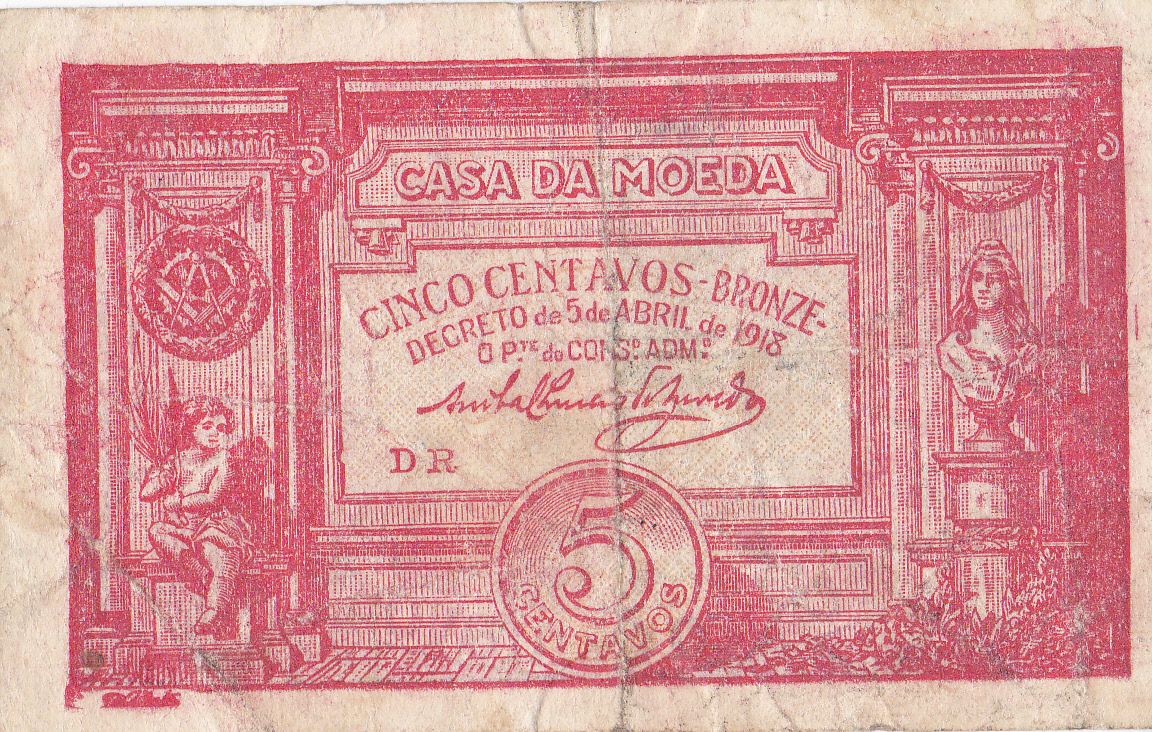 CASA DA MOEDA
CINCO CENTAVOS-BRONZE-
DECRETO de 5 de ABRIL de 1918
O P.TE do CONS.O ADM.O
DR
5
CENTAVOS